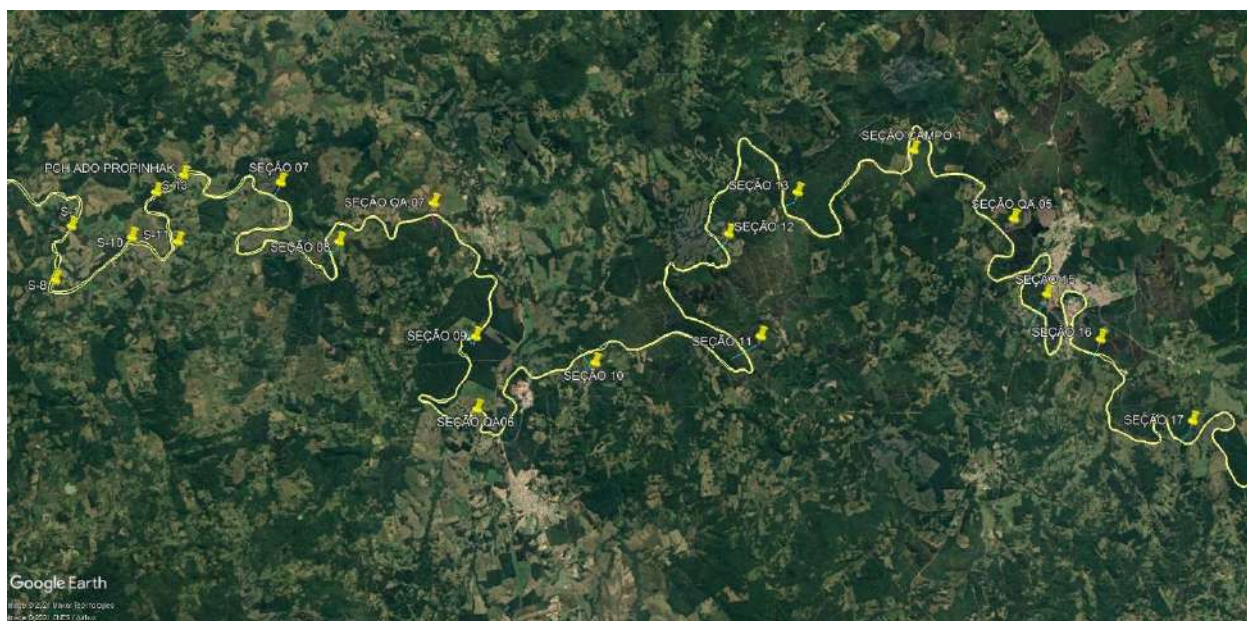 SEÇÃO CAMPO 1
PCH ADO PROPINHAK
SEÇÃO 07
S-13
SEÇÃO 13
SEÇÃO QA 07
SEÇÃO QA 05
SEÇÃO 12
S-10
S-11
SEÇÃO 08
S-8
SEÇÃO 15
SEÇÃO 09
SEÇÃO 11
SEÇÃO 16
SEÇÃO 10
SEÇÃO QA06
SEÇÃO 17
Google Earth